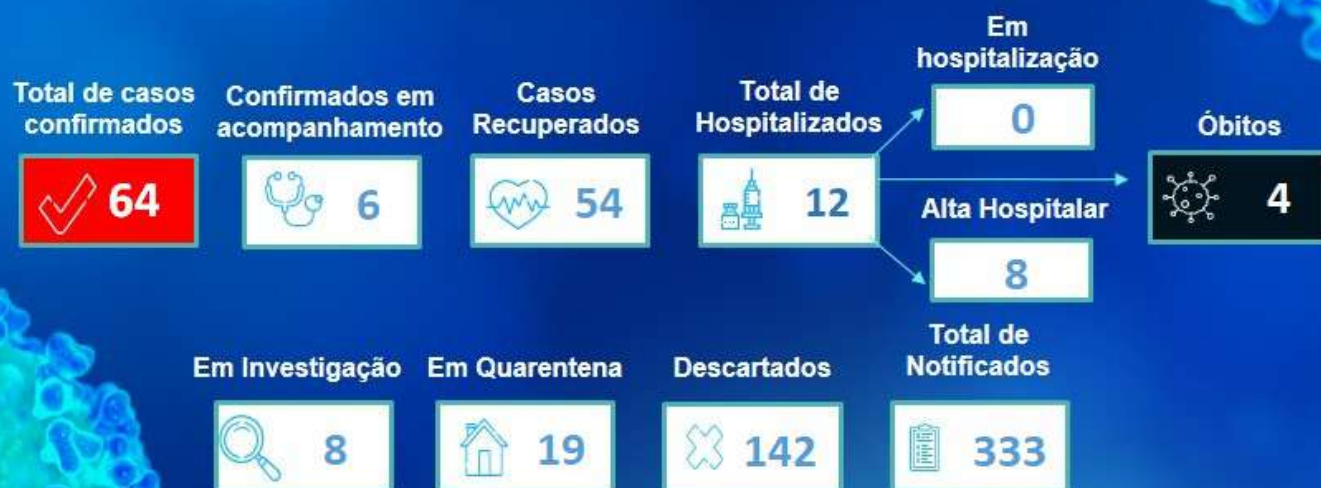 Total de casos
confirmados
64
Confirmados em
acompanhamento
6
Casos
Recuperados
54
Total de
Hospitalizados
12
Em
hospitalização
0
Alta Hospitalar
8
Óbitos
4
Em Investigação
8
Em Quarentena
19
Descartados
142
Total de
Notificados
333